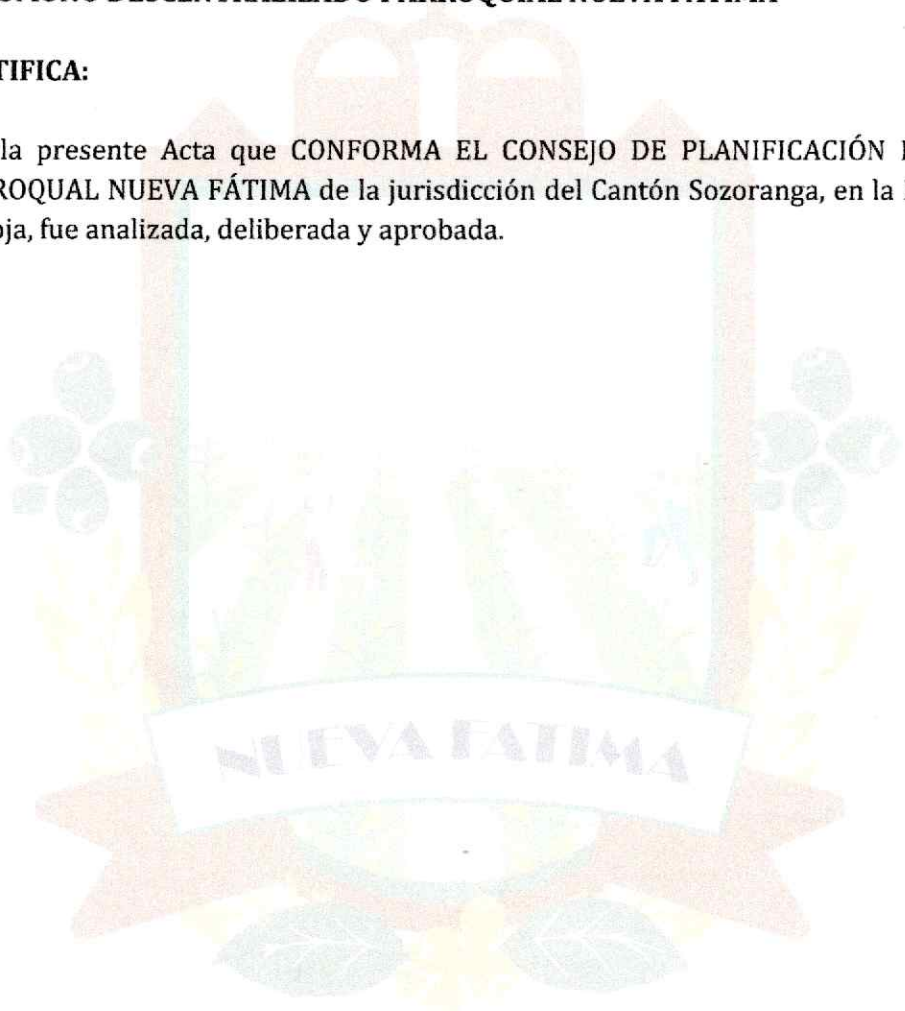 TIFICA:
la presente Acta que CONFORMA EL CONSEJO DE PLANIFICACIÓN
ROQUAL NUEVA FÁTIMA de la jurisdicción del Cantón Sozoranga, en la
oja, fue analizada, deliberada y aprobada.
NUEVA FATIMA